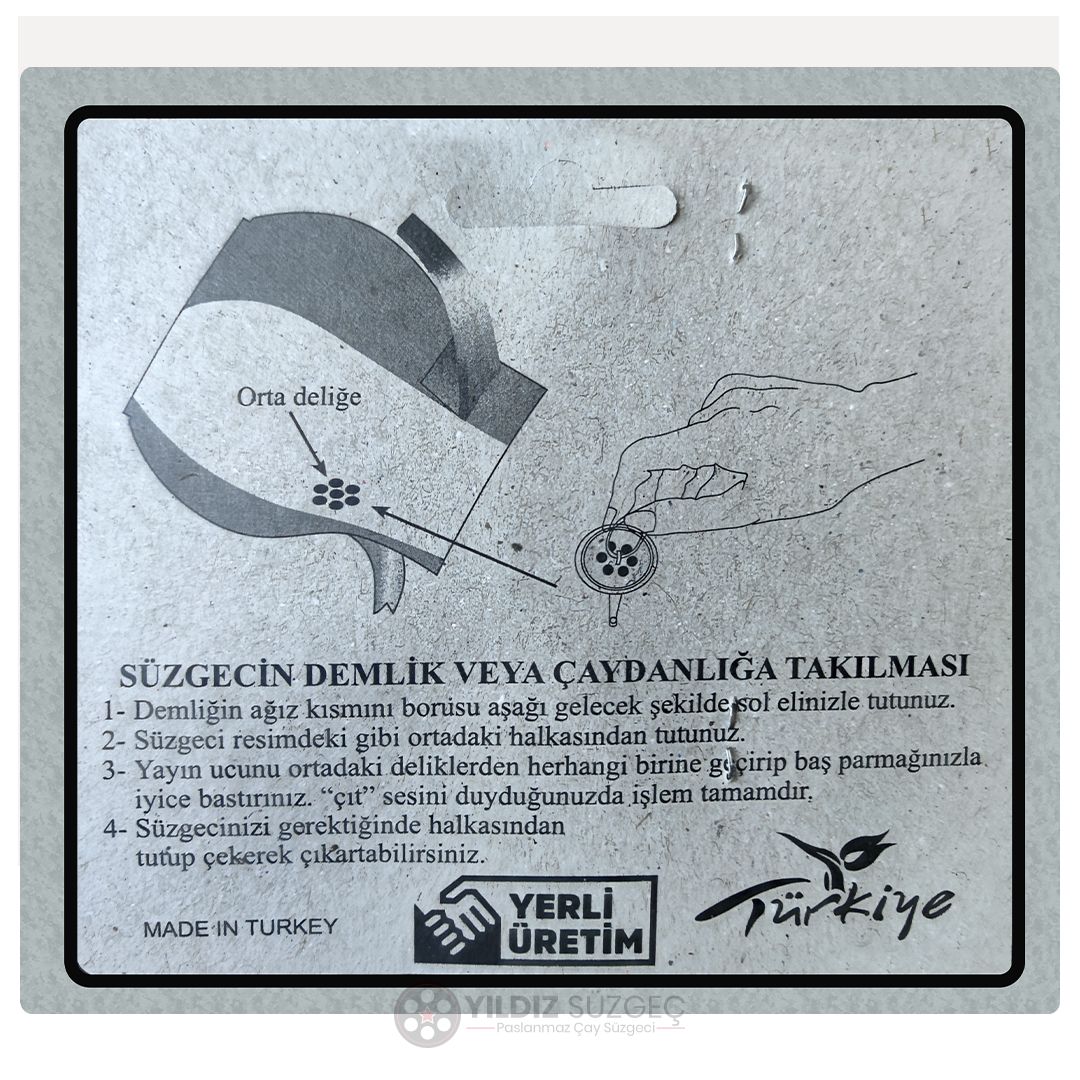 Orta deliğe
SÜZGECİN DEMLİK VEYA ÇAYDANLIĞA TAKILMASI
1- Demliğin ağız kısmını borusu aşağı gelecek şekilde sol elinizle tutunuz.
2- Süzgeci resimdeki gibi ortadaki halkasından tutunuz.
3- Yayın ucunu ortadaki deliklerden herhangi birine geçirip baş parmağınızla
iyice bastırınız. “çıt” sesini duyduğunuzda işlem tamamdır.
4- Süzgecinizi gerektiğinde halkasından
tutup çekerek çıkartabilirsiniz.
MADE IN TURKEY
YERLİ
ÜRETİM
Türkiye
YILDIZ SÜZGEÇ
Paslanmaz Çay Süzgeci